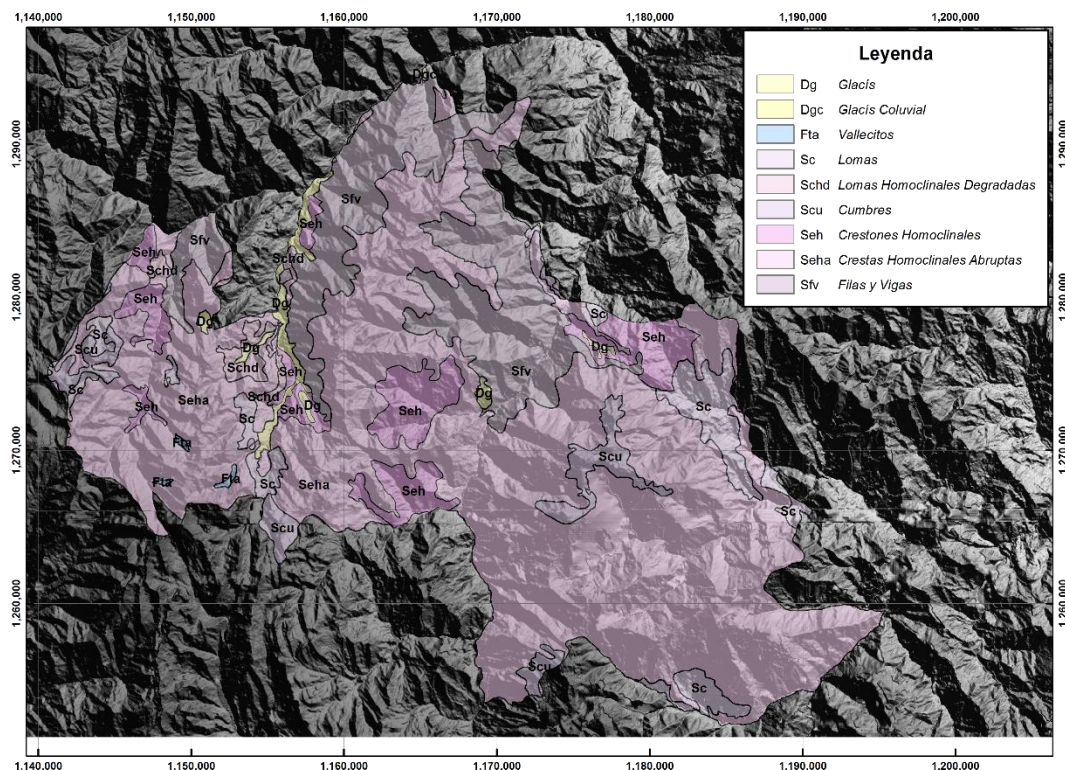 1,140,000 1,150,000 1,160,000 1,170,000 1,180,000 1,190,000 1,200,000
Leyenda
Dg Glacís
Dgc Glacís Coluvial
Fta Vallecitos
Sc Lomas
Schd Lomas Homoclinales Degradadas
Scu Cumbres
Seh Crestones Homoclinales
Seha Crestas Homoclinales Abruptas
Sfv Filas y Vigas
Dgc
1,290,000 1,290,000
Sfv
Seh
Sfv
Seh
Schd
Schd
1,280,000 1,280,000
Seh
Dg
Sc
Dg
Sc
Seh
Scu
Dg
Dg
Schd
Seh
Sfv
Sc
Seha
Schd
Dg
Seh
Seh
Dg
Seh
Sc
Sc
Fta
1,270,000 1,270,000
Scu
Fta
Fta
Sc
Seha
Seh
Sc
Scu
1,260,000 1,260,000
Scu
Sc
1,140,000 1,150,000 1,160,000 1,170,000 1,180,000 1,190,000 1,200,000